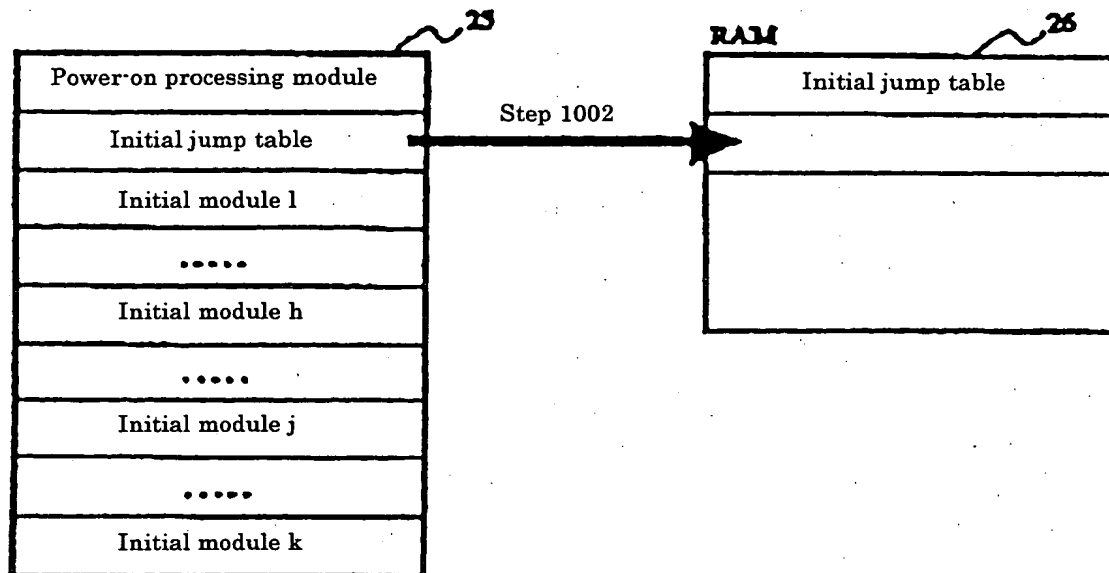 25
Power-on processing module
Initial jump table
Initial module l
.....
Initial module h
.....
Initial module j
.....
Initial module k
Step 1002
RAM
26
Initial jump table